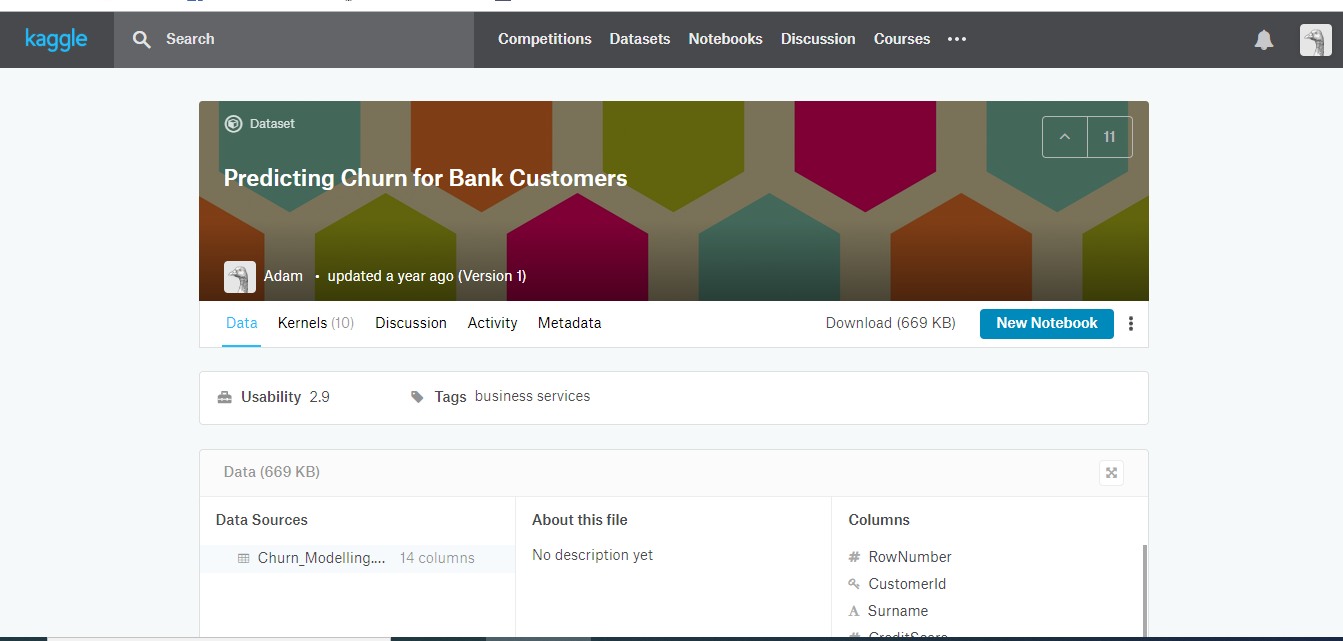 kaggle Search Competitions Datasets Notebooks Discussion Courses
Dataset
11
Predicting Churn for Bank Customers
Adam • updated a year ago (Version 1)
Data Kernels (10) Discussion Activity Metadata Download (669 KB) New Notebook
Usability 2.9 Tags business services
Data (669 KB)
Data Sources About this file Columns
Churn_Modelling.... 14 columns No description yet # RowNumber
CustomerId
A Surname
# CreditScore